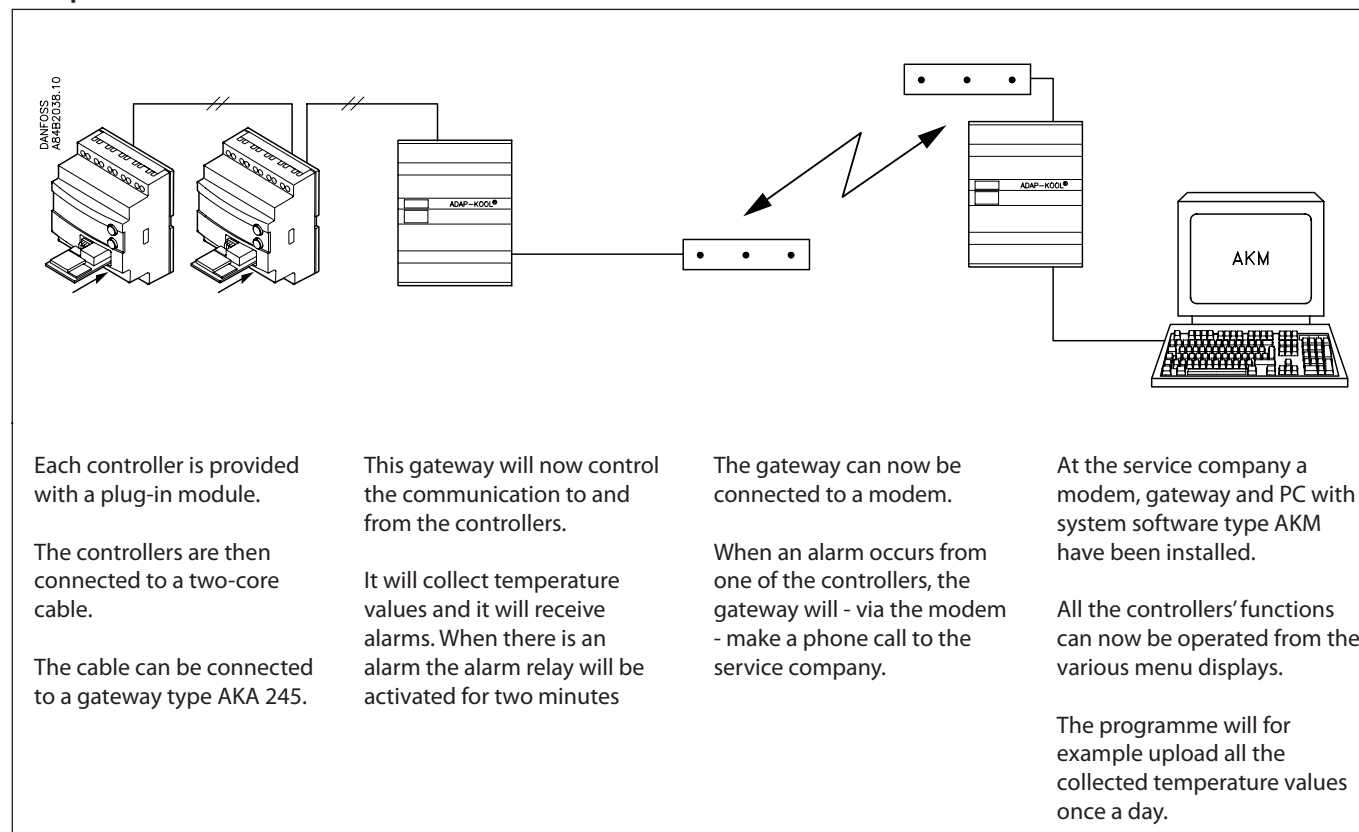 DANFOSS
A84B2038.10
ADAP-KOOL®
ADAP-KOOL®
AKM
Each controller is provided
with a plug-in module.
The controllers are then
connected to a two-core
cable.
The cable can be connected
to a gateway type AKA 245.
This gateway will now control
the communication to and
from the controllers.
It will collect temperature
values and it will receive
alarms. When there is an
alarm the alarm relay will be
activated for two minutes
The gateway can now be
connected to a modem.
When an alarm occurs from
one of the controllers, the
gateway will - via the modem
- make a phone call to the
service company.
At the service company a
modem, gateway and PC with
system software type AKM
have been installed.
All the controllers' functions
can now be operated from the
various menu displays.
The programme will for
example upload all the
collected temperature values
once a day.